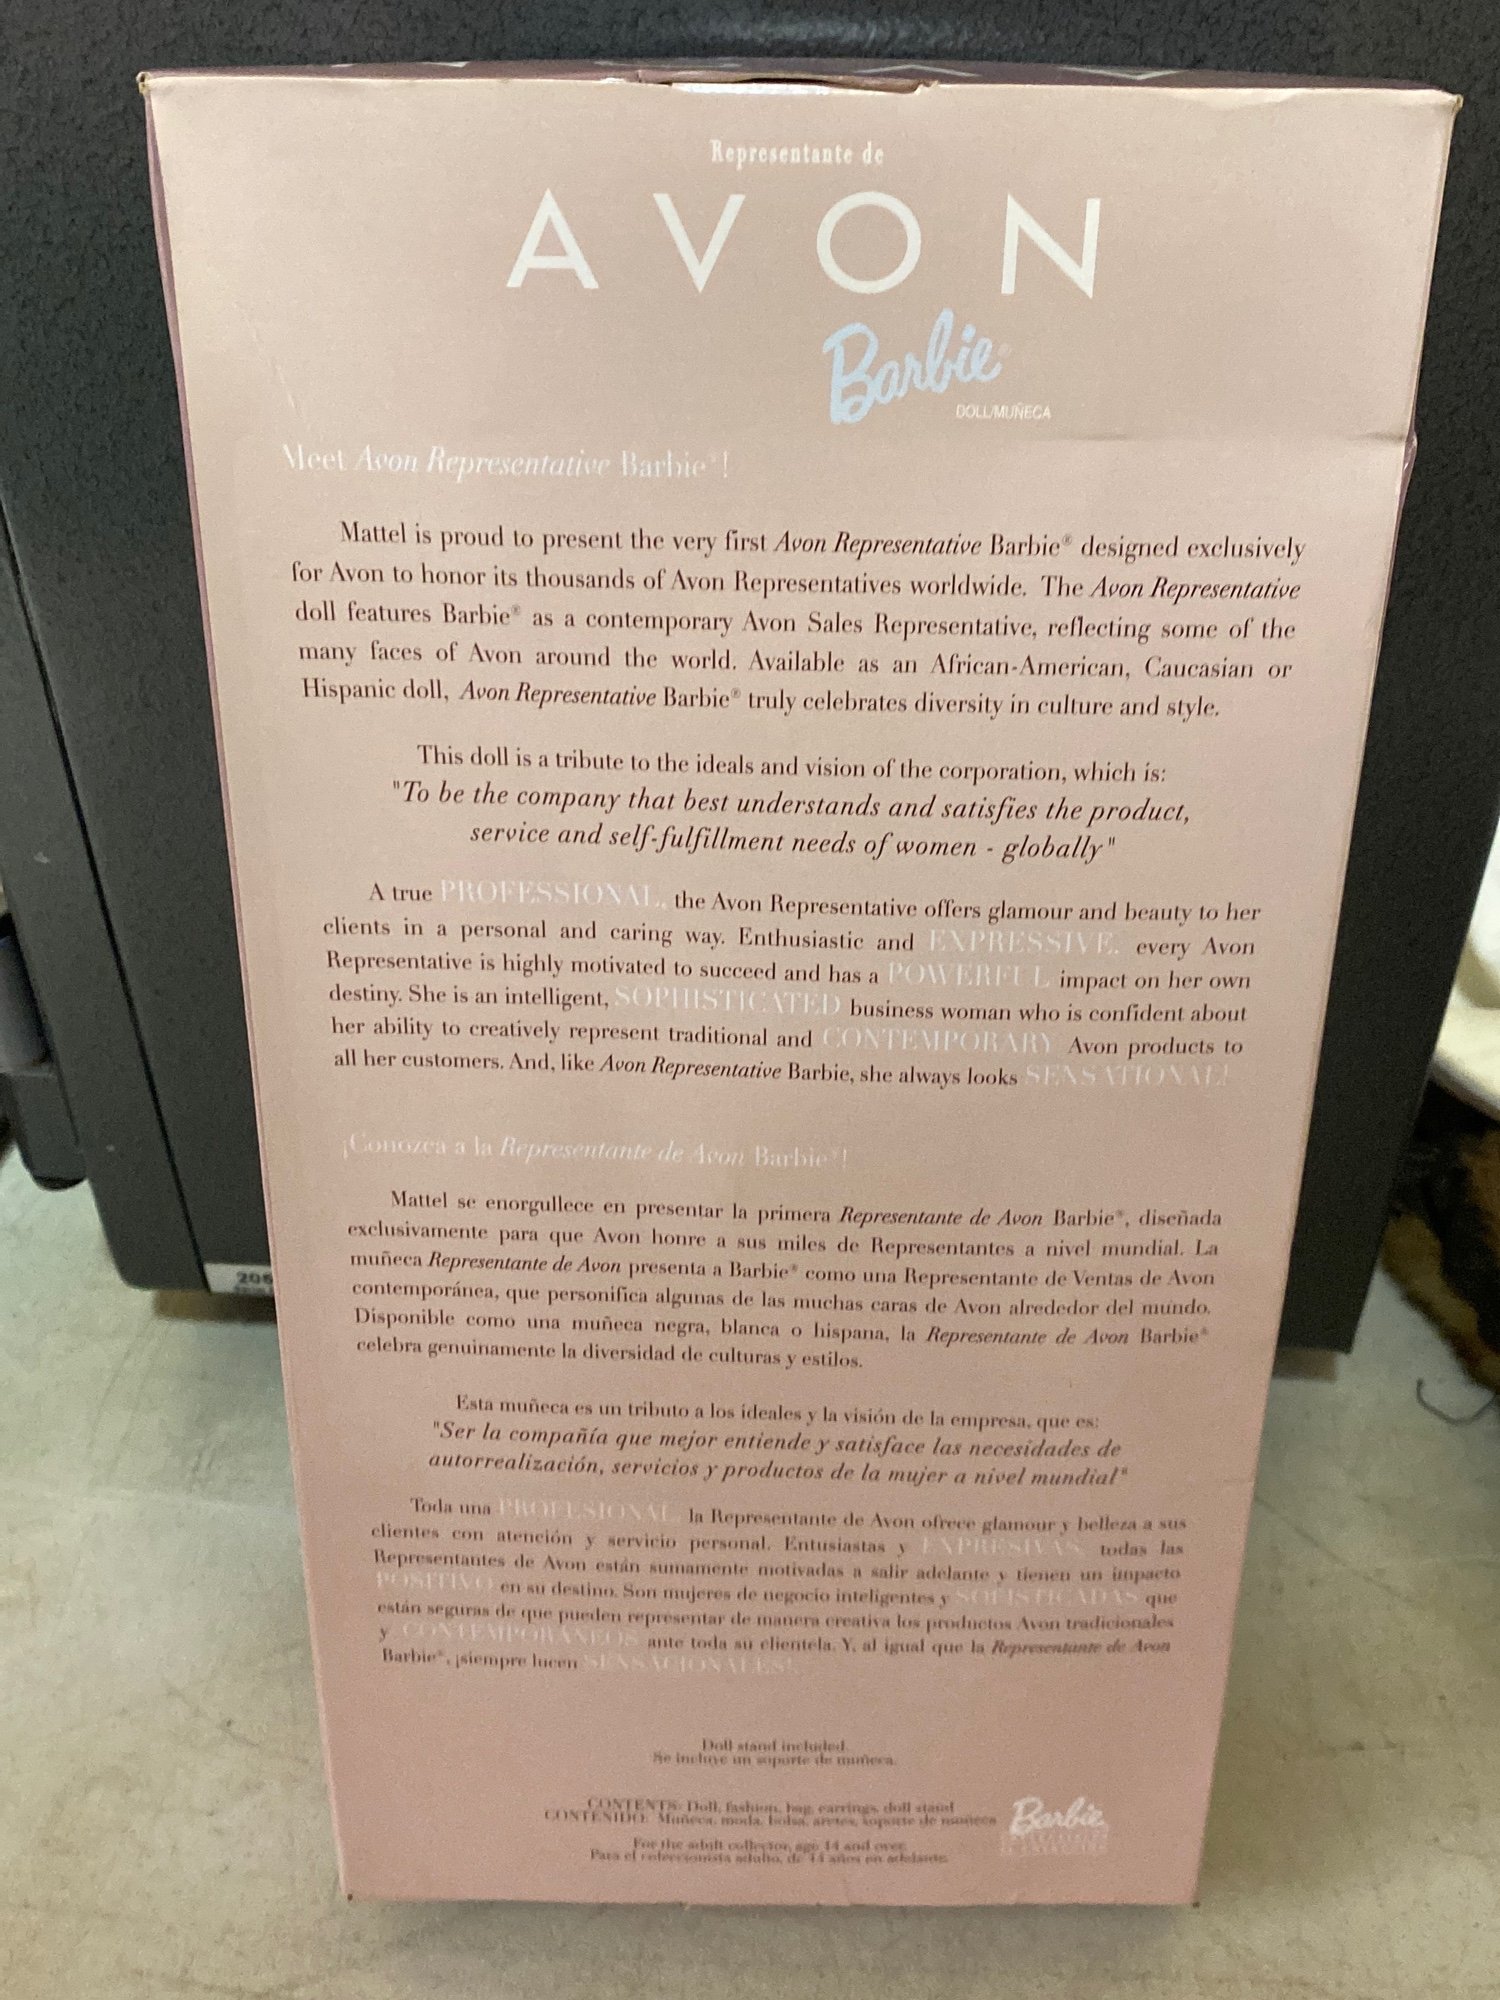 Representante de
AVON
Barbie®
DOLL/MUÑECA
Meet Avon Representative Barbie®!
Mattel is proud to present the very first Avon Representative Barbie® designed exclusively
for Avon to honor its thousands of Avon Representatives worldwide. The Avon Representative
doll features Barbie® as a contemporary Avon Sales Representative, reflecting some of the
many faces of Avon around the world. Available as an African-American, Caucasian or
Hispanic doll, Avon Representative Barbie® truly celebrates diversity in culture and style.
This doll is a tribute to the ideals and vision of the corporation, which is:
"To be the company that best understands and satisfies the product,
service and self-fulfillment needs of women - globally"
A true PROFESSIONAL, the Avon Representative offers glamour and beauty to her
clients in a personal and caring way. Enthusiastic and EXPRESSIVE, every Avon
Representative is highly motivated to succeed and has a POWERFUL impact on her own
destiny. She is an intelligent, SOPHISTICATED business woman who is confident about
her ability to creatively represent traditional and CONTEMPORARY Avon products to
all her customers. And, like Avon Representative Barbie, she always looks SENSATIONAL!
¡Conozca a la Representante de Avon Barbie®!
Mattel se enorgullece en presentar la primera Representante de Avon Barbie®, diseñada
exclusivamente para que Avon honre a sus miles de Representantes a nivel mundial. La
muñeca Representante de Avon presenta a Barbie® como una Representante de Ventas de Avon
contemporánea, que personifica algunas de las muchas caras de Avon alrededor del mundo.
Disponible como una muñeca negra, blanca o hispana, la Representante de Avon Barbie®
celebra genuinamente la diversidad de culturas y estilos.
Esta muñeca es un tributo a los ideales y la visión de la empresa, que es:
"Ser la compañía que mejor entiende y satisface las necesidades de
autorrealización, servicios y productos de la mujer a nivel mundial"
Toda una PROFESIONAL, la Representante de Avon ofrece glamour y belleza a sus
clientes con atención y servicio personal. Entusiastas y EXPRESIVAS, todas las
Representantes de Avon están sumamente motivadas a salir adelante y tienen un impacto
POSITIVO en su destino. Son mujeres de negocio inteligentes y SOFISTICADAS que
están seguras de que pueden representar de manera creativa los productos Avon tradicionales
y CONTEMPORÁNEOS ante toda su clientela. Y, al igual que la Representante de Avon
Barbie®, ¡siempre lucen SENSACIONALES!
Doll stand included.
Se incluye un soporte de muñeca.
CONTENTS: Doll, fashion, bag, earrings, doll stand
CONTENIDO: Muñeca, moda, bolsa, aretes, soporte de muñeca
For the adult collector, age 14 and over.
Para el coleccionista adulto, de 14 años en adelante.
Barbie
206